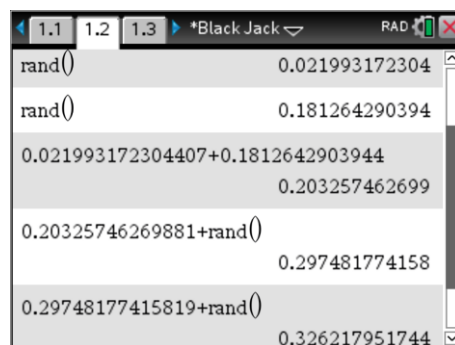 1.1 1.2 1.3 *Black Jack RAD
rand() 0.021993172304
rand() 0.181264290394
0.021993172304407+0.1812642903944
0.203257462699
0.20325746269881+rand()
0.297481774158
0.29748177415819+rand()
0.326217951744